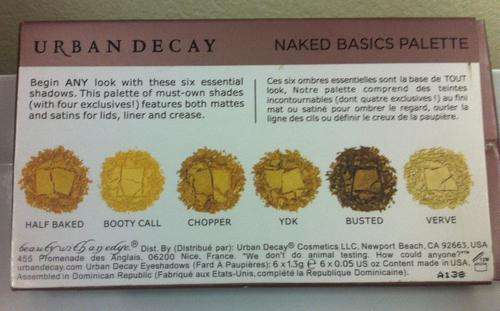 URBAN DECAY
NAKED BASICS PALETTE
Begin ANY look with these six essential
shadows. This palette of must-own shades
(with four exclusives!) features both mattes
and satins for lids, liner and crease.
Ces six ombres essentielles sont la base de TOUT
look, Notre palette comprend des teintes
incontournables (dont quatre exclusives !) au fini
mat ou satiné pour ombrer le regard, ourler la
ligne des cils ou définir le creux de la paupière.
HALF BAKED
BOOTY CALL
CHOPPER
YDK
BUSTED
VERVE
beauty with an edge.® Dist. By (Distribué par): Urban Decay® Cosmetics LLC, Newport Beach, CA 92663, USA
455 Promenade des Anglais, 06200 Nice, France. "We don't do animal testing. How could anyone?"™
urbandecay.com Urban Decay Eyeshadows (Fard A Paupières): 6 x 1.3g ℮ 6 x 0.05 US oz Content made in USA.
Assembled in Dominican Republic (Fabriqué aux Etats-Unis, complété la Republique Dominicaine).
A138